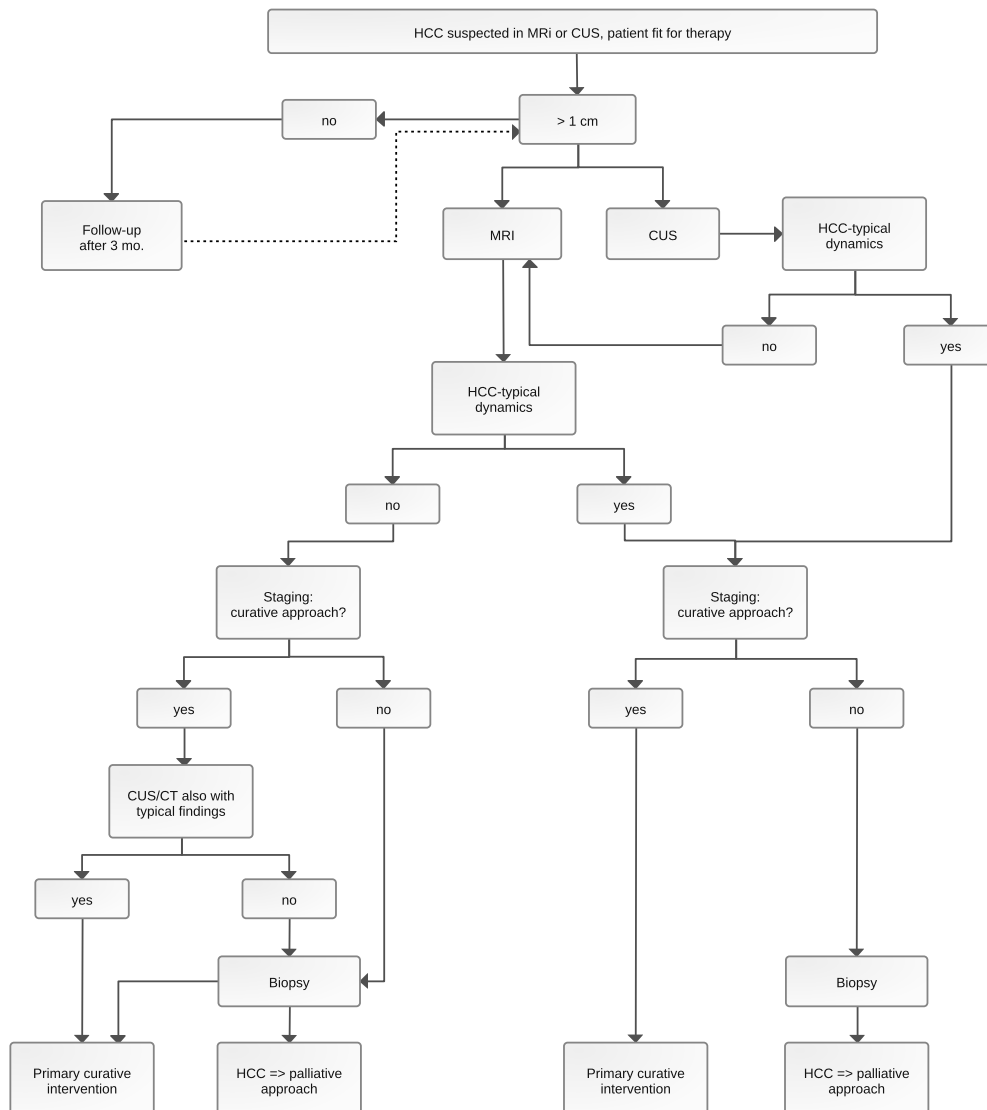 HCC suspected in MRi or CUS, patient fit for therapy
no
> 1 cm
Follow-up
after 3 mo.
MRI
CUS
HCC-typical
dynamics
no
yes
HCC-typical
dynamics
no
yes
Staging:
curative approach?
Staging:
curative approach?
yes
no
yes
no
CUS/CT also with
typical findings
yes
no
Biopsy
Biopsy
Primary curative
intervention
HCC => palliative
approach
Primary curative
intervention
HCC => palliative
approach